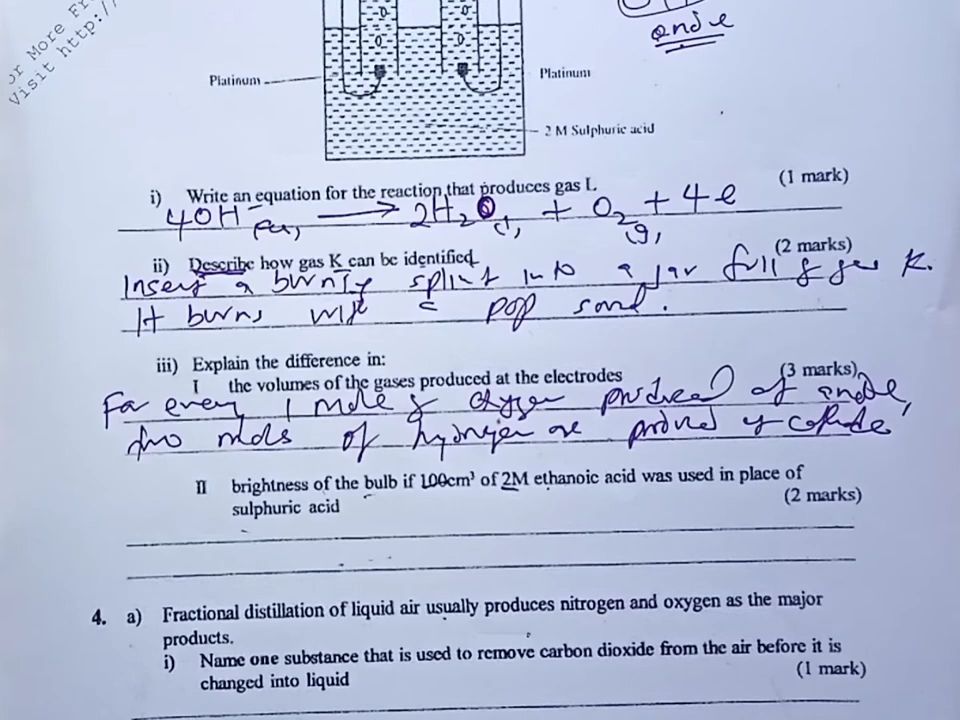 or More Fr
Visit http:/
ande
Platinum
Platinum
2 M Sulphuric acid
i) Write an equation for the reaction that produces gas L (1 mark)
4OH⁻(aq) → 2H₂O(l) + O₂(g) + 4e
ii) Describe how gas K can be identified (2 marks)
Insert a burning splint into a jar full of gas K.
It burns with a pop sound.
iii) Explain the difference in:
I the volumes of the gases produced at the electrodes (3 marks)
For every 1 mole of oxygen produced at anode,
two moles of hydrogen are produced at cathode
II brightness of the bulb if 100cm³ of 2M ethanoic acid was used in place of
sulphuric acid (2 marks)
4. a) Fractional distillation of liquid air usually produces nitrogen and oxygen as the major
products.
i) Name one substance that is used to remove carbon dioxide from the air before it is
changed into liquid (1 mark)